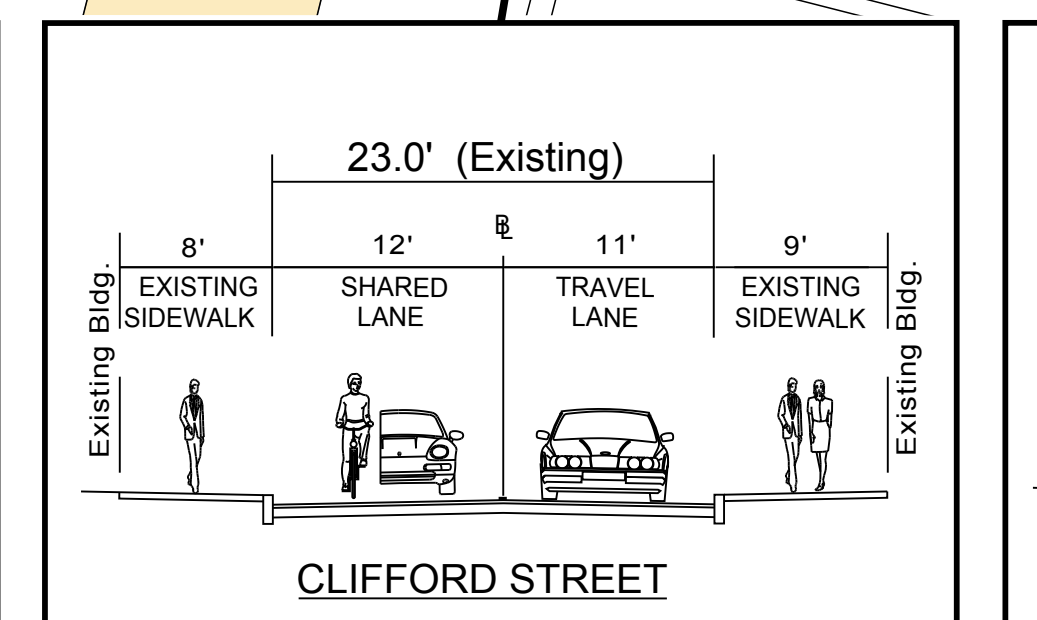 23.0' (Existing)
BL
8'
12'
11'
9'
EXISTING
SIDEWALK
SHARED
LANE
TRAVEL
LANE
EXISTING
SIDEWALK
Existing Bldg.
Existing Bldg.
CLIFFORD STREET